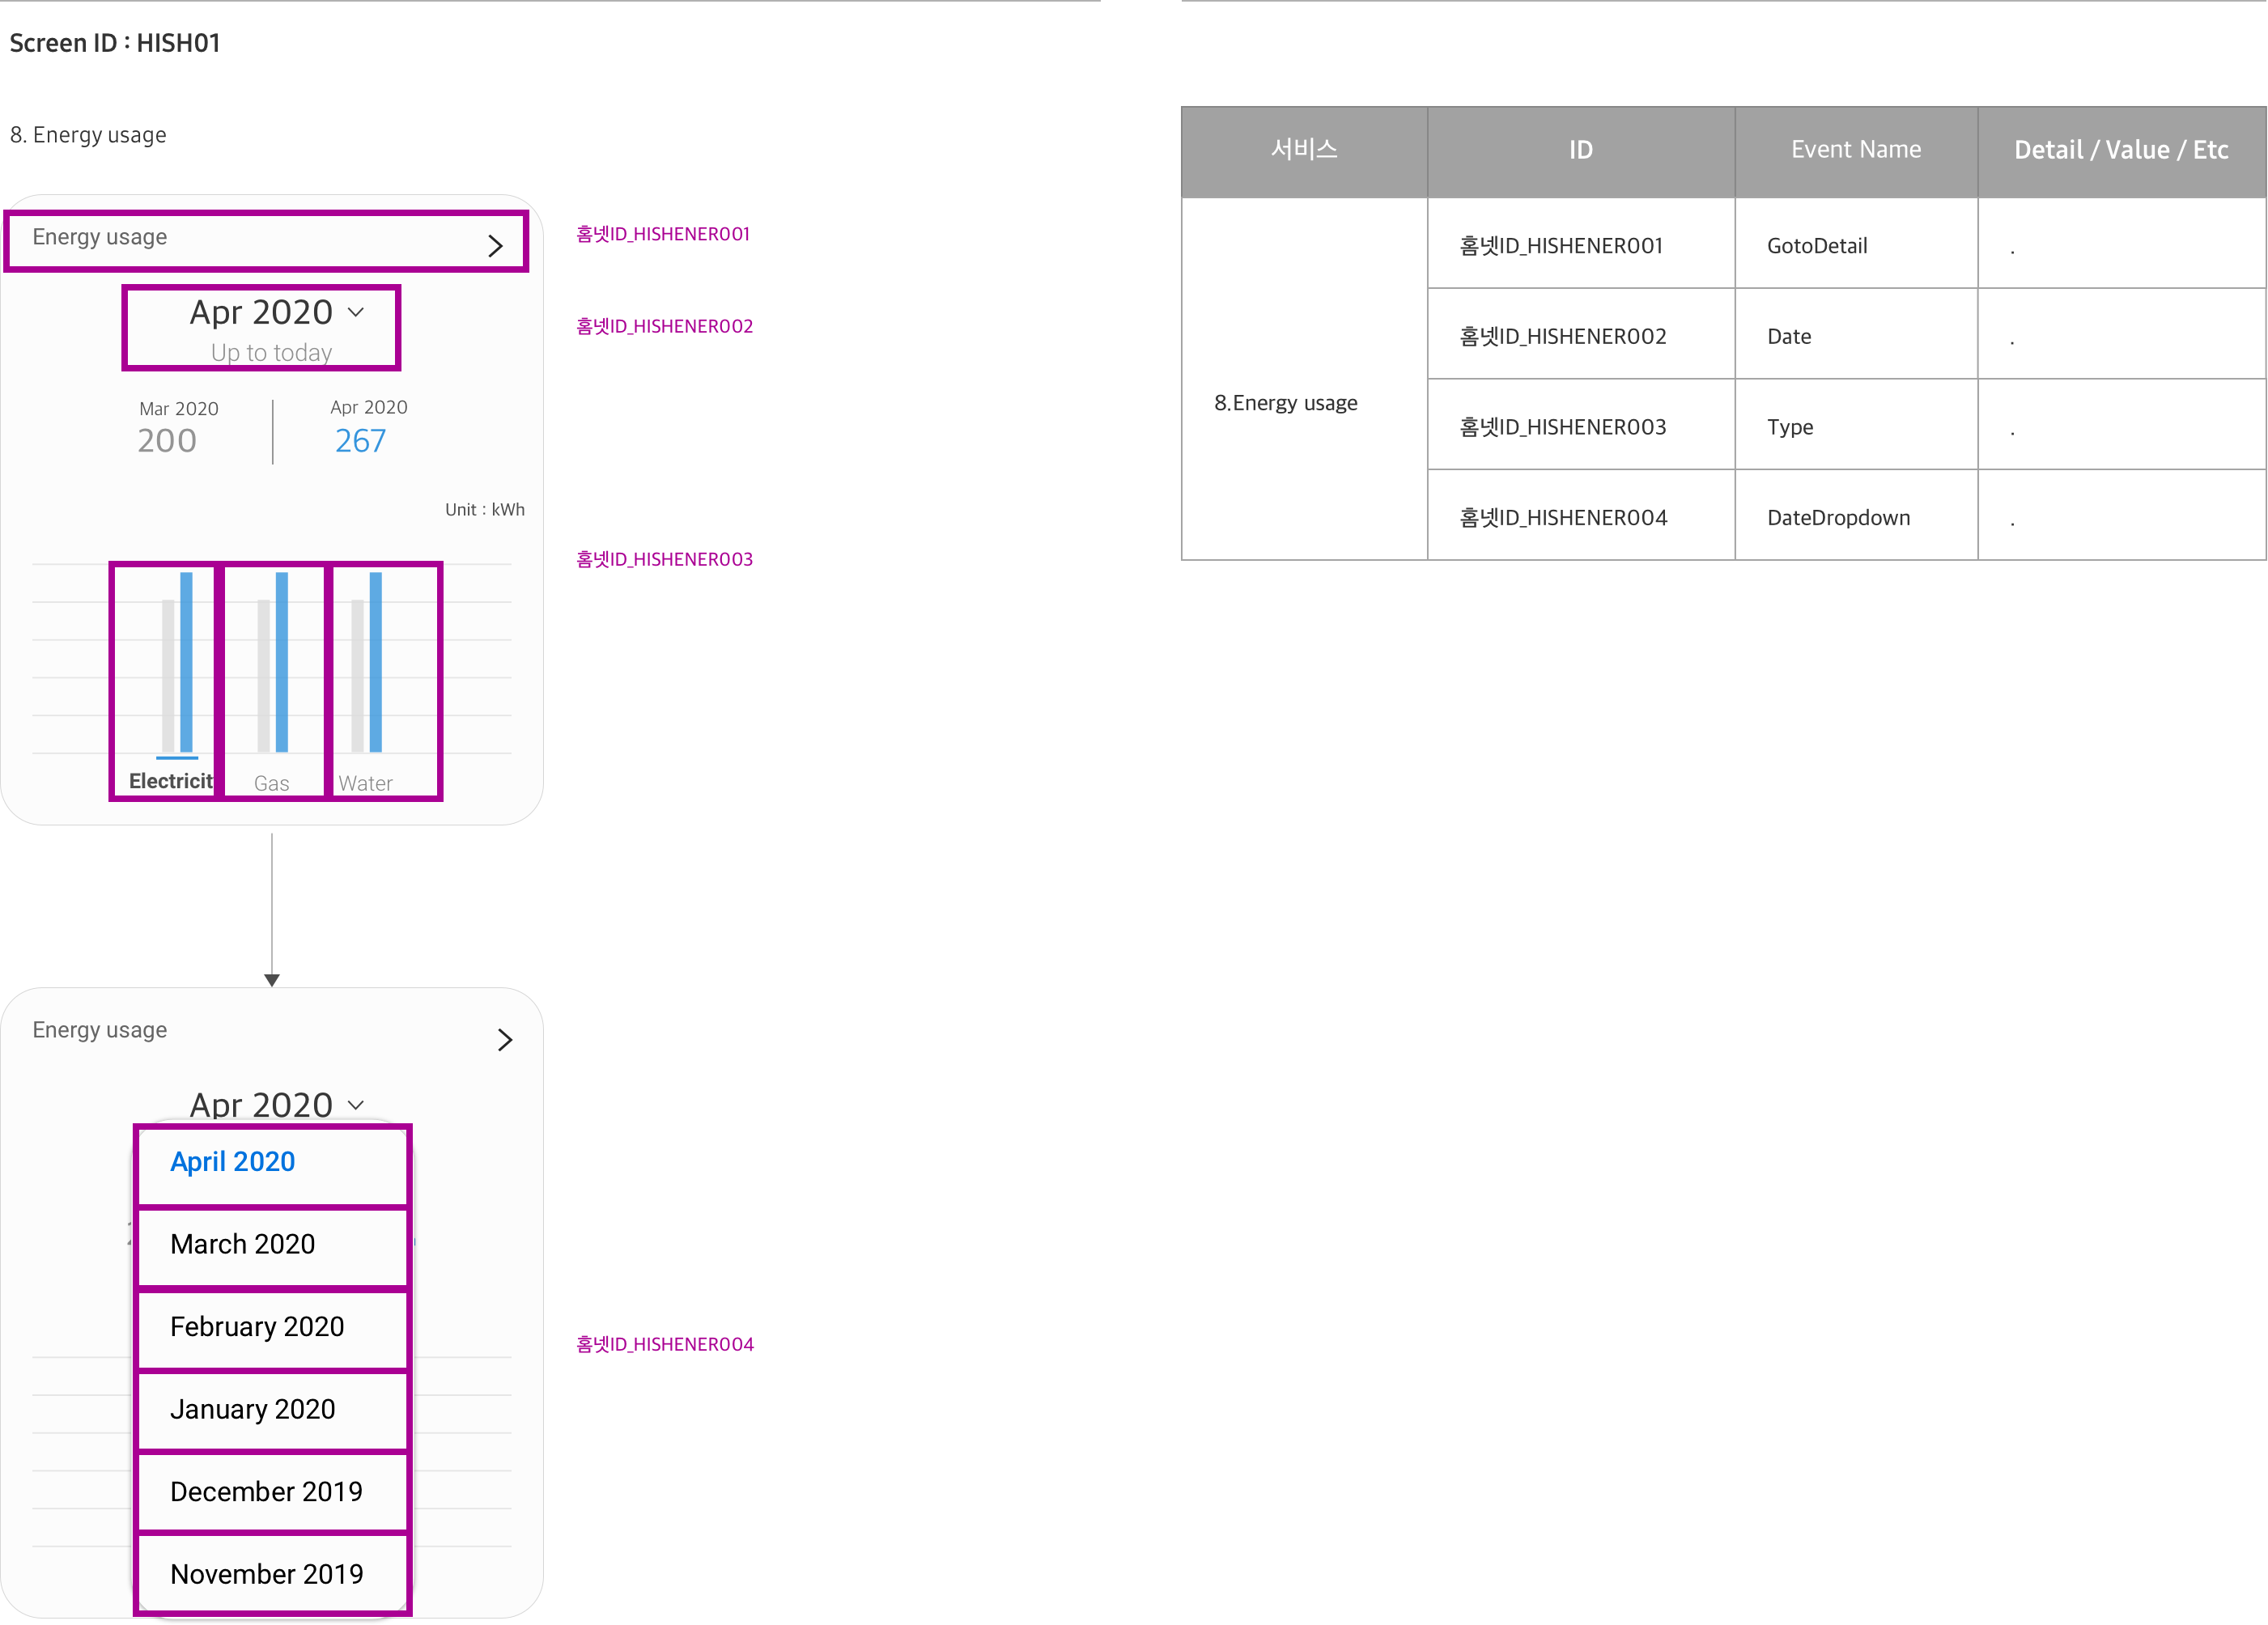 Screen ID : HISH01
8. Energy usage
Energy usage
홈넷ID_HISHENER001
Apr 2020
Up to today
홈넷ID_HISHENER002
Mar 2020
Apr 2020
200
267
Unit : kWh
홈넷ID_HISHENER003
Electricit
Gas
Water
Energy usage
Apr 2020
April 2020
March 2020
February 2020
홈넷ID_HISHENER004
January 2020
December 2019
November 2019
서비스 ID Event Name Detail / Value / Etc
8.Energy usage
홈넷ID_HISHENER001 GotoDetail .
홈넷ID_HISHENER002 Date .
홈넷ID_HISHENER003 Type .
홈넷ID_HISHENER004 DateDropdown .